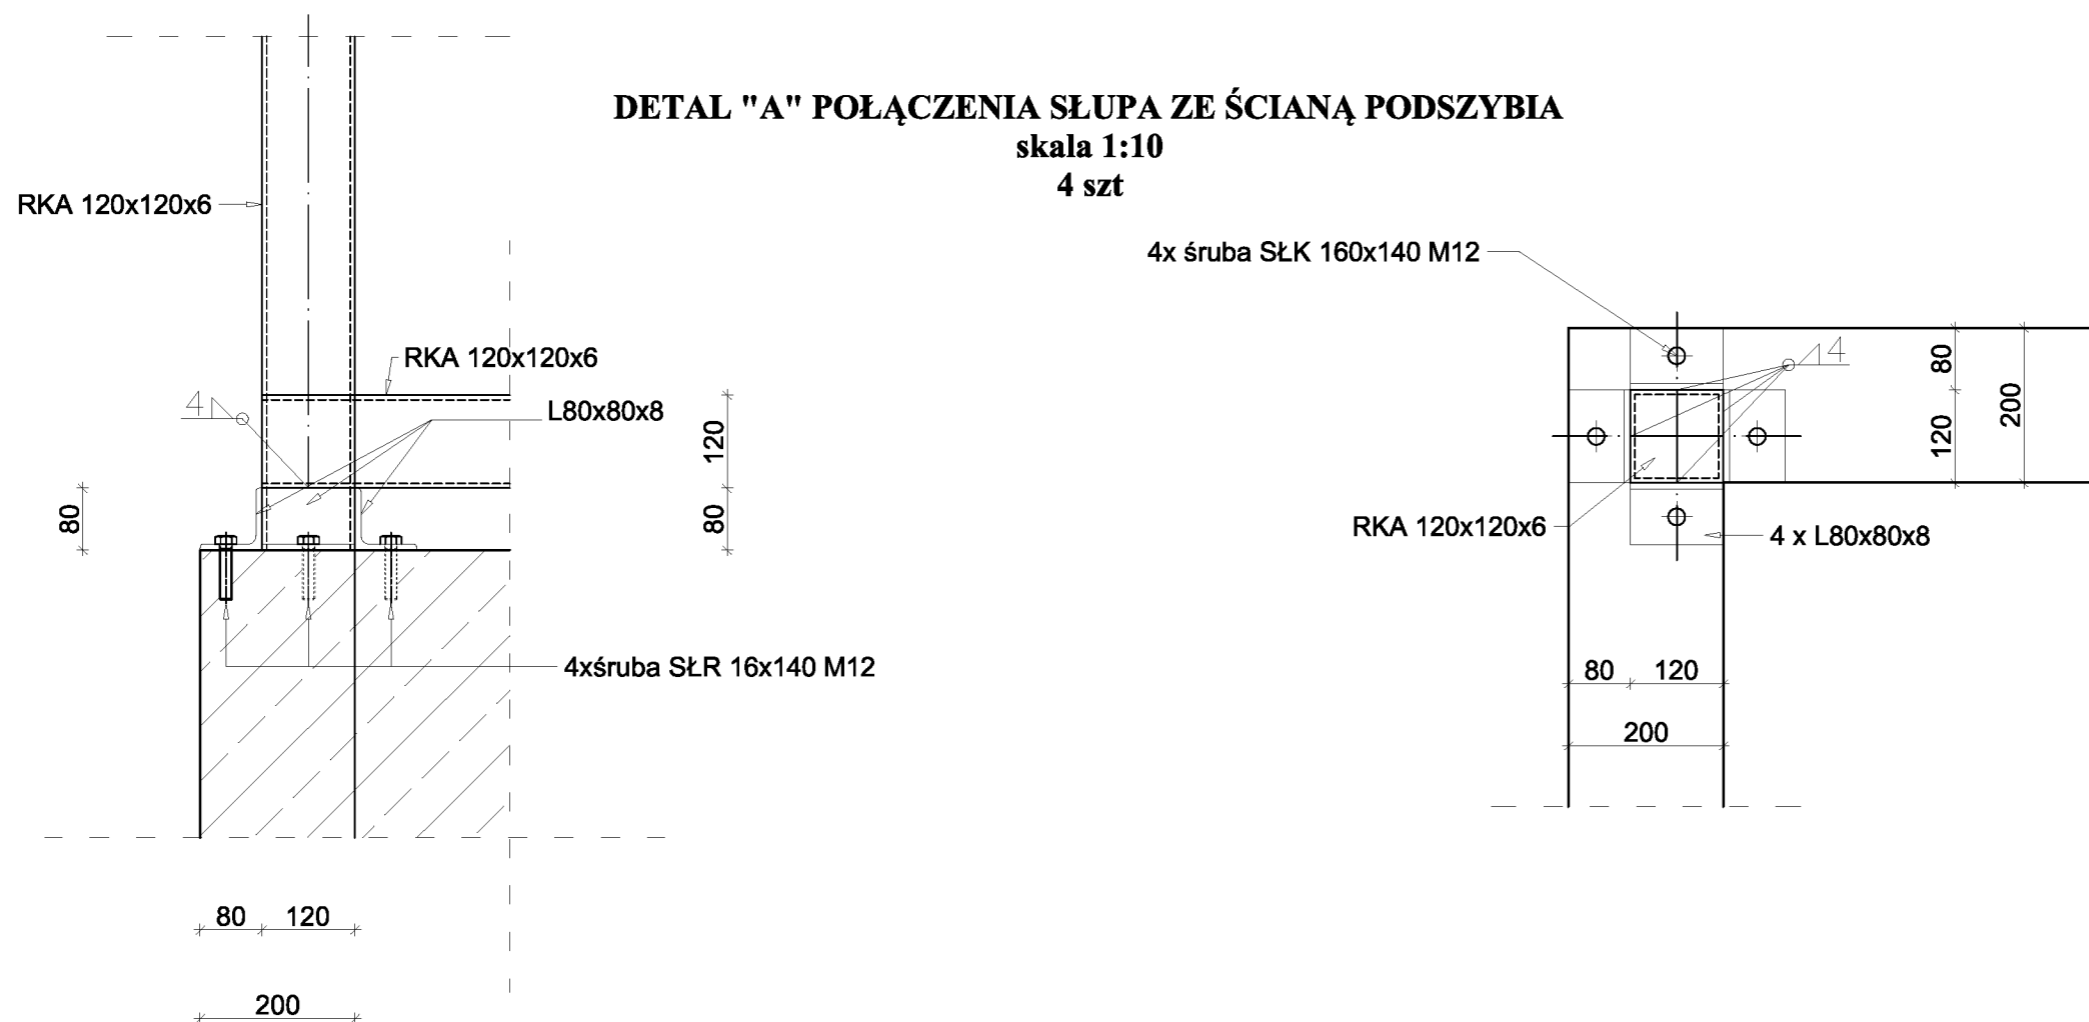 DETAL "A" POŁĄCZENIA SŁUPA ZE ŚCIANĄ PODSZYBIA
skala 1:10
4 szt
RKA 120x120x6
RKA 120x120x6
4
L80x80x8
120
80
80
4xśruba SŁR 16x140 M12
80
120
200
4x śruba SŁK 160x140 M12
4
80
120
200
RKA 120x120x6
4 x L80x80x8
80
120
200